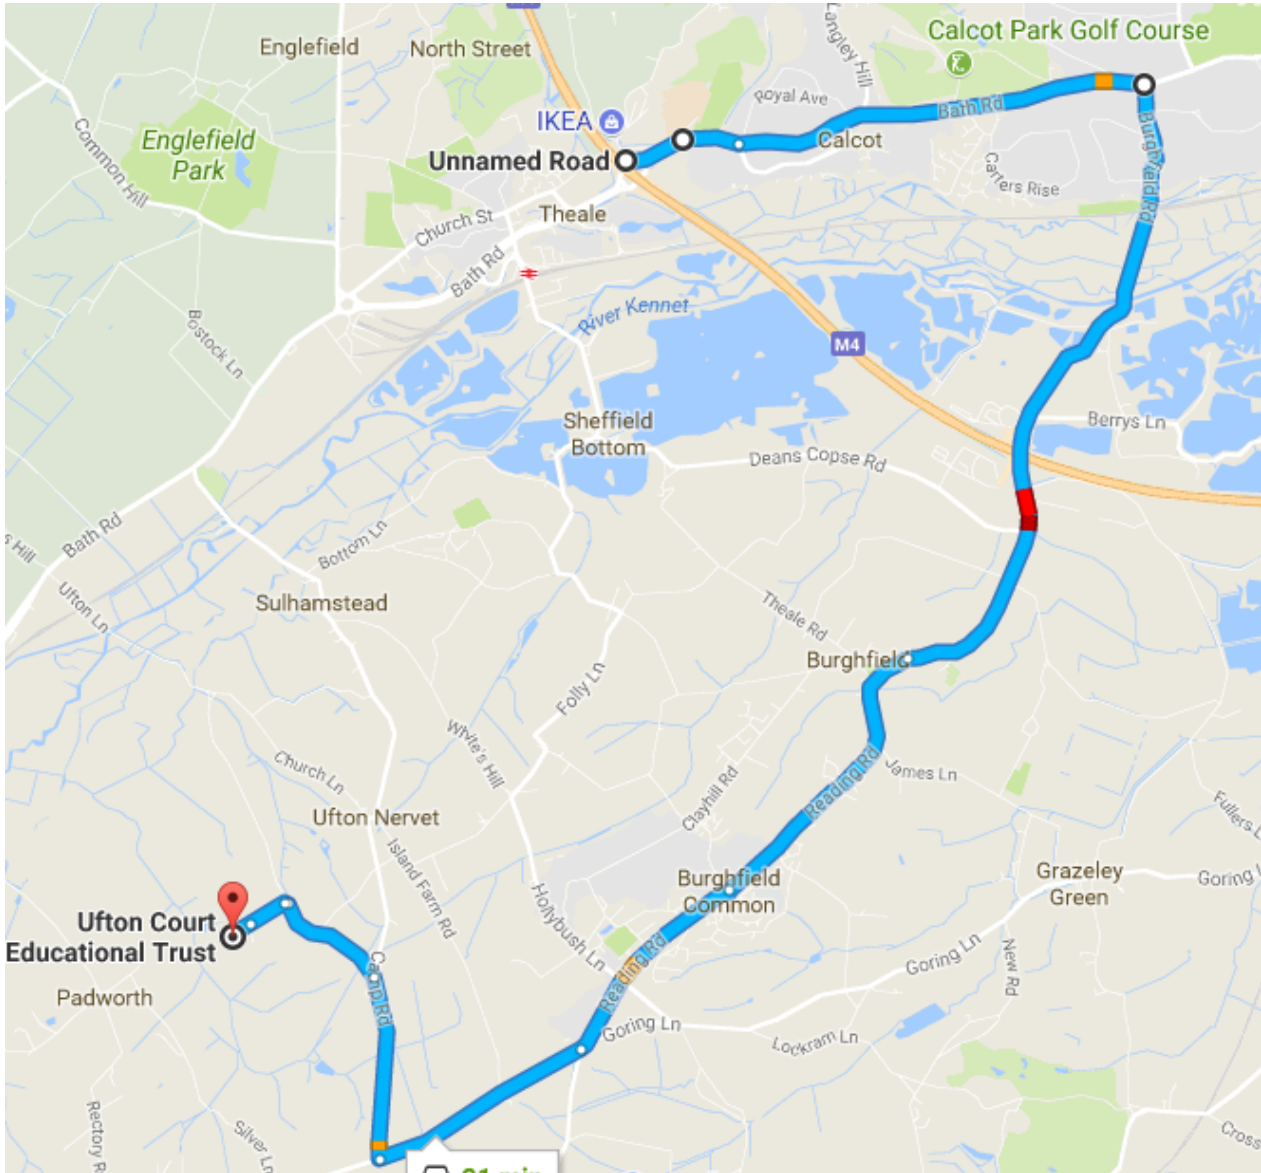 Englefield
North Street
Langley Hill
Calcot Park Golf Course
Royal Ave
Bath Rd
IKEA
Calcot
Burghfield Rd
Common Hill
Englefield
Park
Unnamed Road
Carters Rise
Church St
Theale
Bath Rd
River Kennet
Bostock Ln
M4
Sheffield
Bottom
Berrys Ln
Deans Copse Rd
Bath Rd
s Hill
Bottom Ln
Ufton Ln
Sulhamstead
Theale Rd
Burghfield
Folly Ln
Whyte's Hill
Church Ln
James Ln
Reading Rd
Clayhill Rd
Fullers L
Ufton Nervet
Island Farm Rd
Burghfield
Common
Grazeley
Green
Goring L
Hollybush Ln
Ufton Court
Educational Trust
Reading Rd
Goring Ln
New Rd
Camp Rd
Padworth
Goring Ln
Lockram Ln
Rectory R
Silver Ln
Cross
min